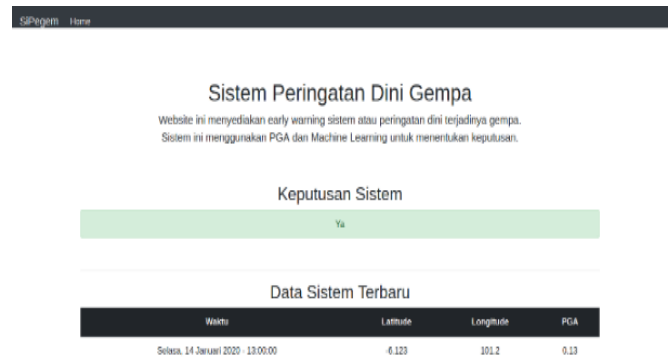 SiPegem Home
Sistem Peringatan Dini Gempa
Website ini menyediakan early warning sistem atau peringatan dini terjadinya gempa.
Sistem ini menggunakan PGA dan Machine Learning untuk menentukan keputusan.
Keputusan Sistem
Ya
Data Sistem Terbaru
Waktu Latitude Longitude PGA
Selasa, 14 Januari 2020 - 13:00:00 -6.123 101.2 0.13